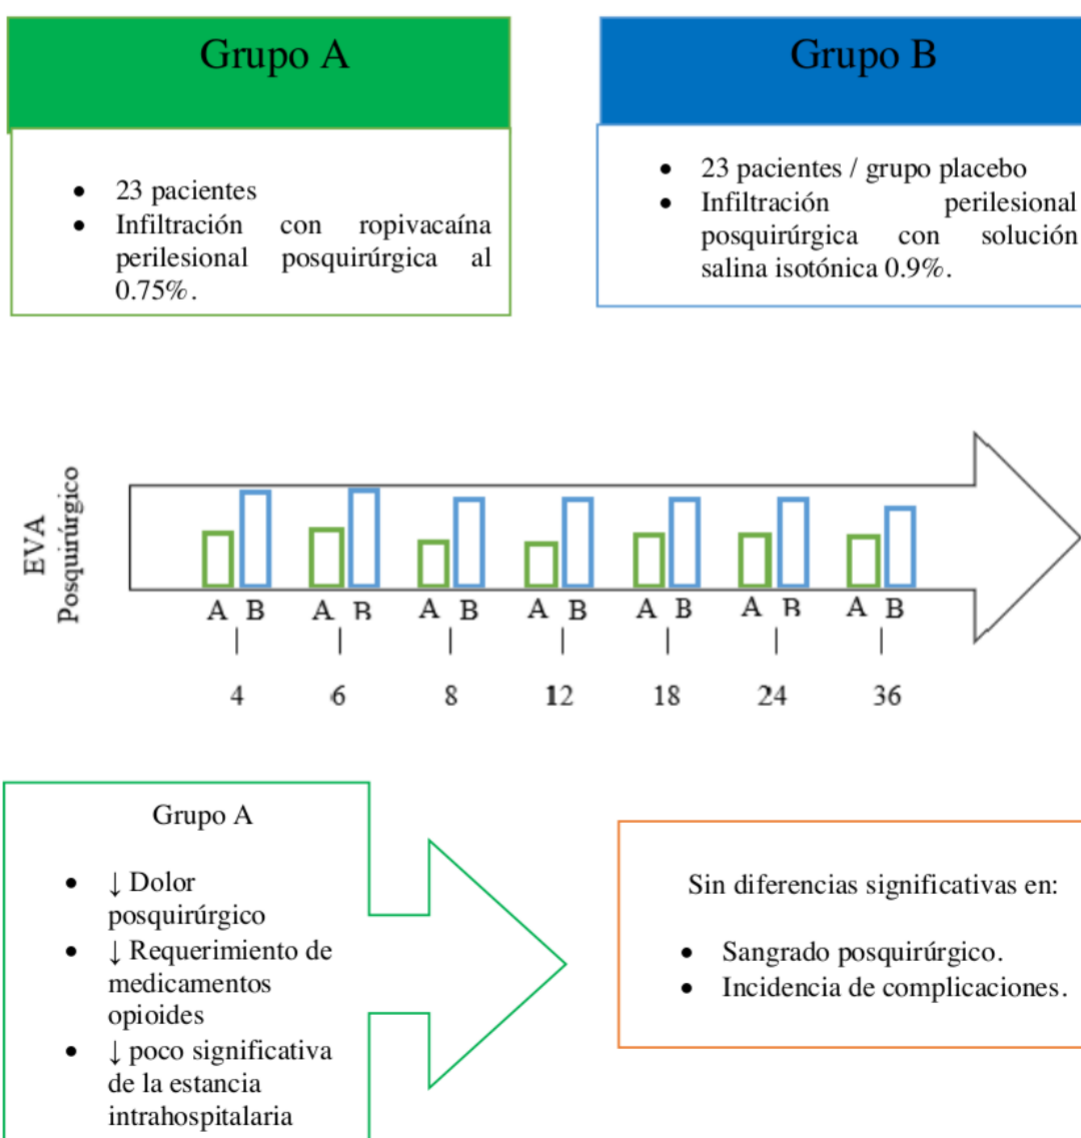 Grupo A
• 23 pacientes
• Infiltración con ropivacaína
perilesional posquirúrgica al
0.75%.
Grupo B
• 23 pacientes / grupo placebo
• Infiltración perilesional
posquirúrgica con solución
salina isotónica 0.9%.
EVA
Posquirúrgico
A B A B A B A B A B A B A B
4 6 8 12 18 24 36
Grupo A
• ↓ Dolor
posquirúrgico
• ↓ Requerimiento de
medicamentos
opioides
• ↓ poco significativa
de la estancia
intrahospitalaria
Sin diferencias significativas en:
• Sangrado posquirúrgico.
• Incidencia de complicaciones.